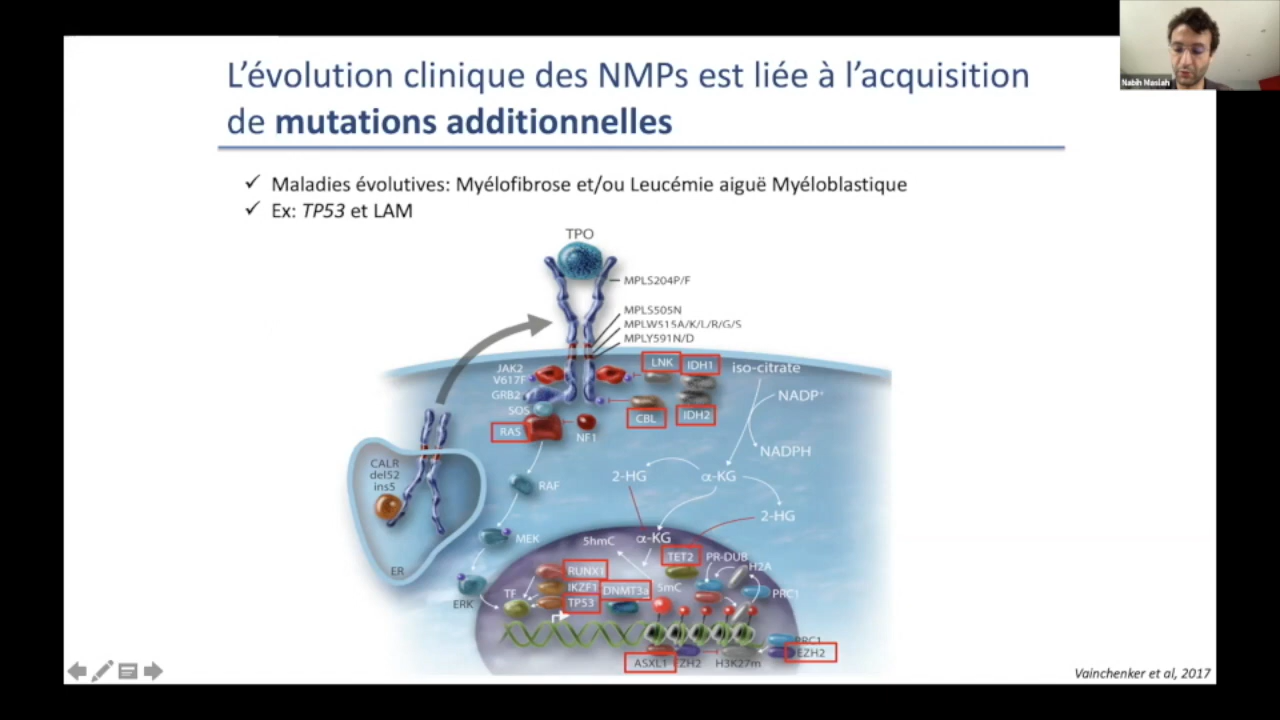 L'évolution clinique des NMPs est liée à l'acquisition
de mutations additionnelles
Nabih Maslah
✓ Maladies évolutives: Myélofibrose et/ou Leucémie aiguë Myéloblastique
✓ Ex: TP53 et LAM
TPO
MPLS204P/F
MPLS505N
MPLW515A/K/L/R/G/S
MPLY591N/D
JAK2
V617F
GRB2
SOS
RAS
NF1
LNK
IDH1
iso-citrate
CBL
IDH2
NADP+
NADPH
CALR
del52
ins5
ER
RAF
MEK
ERK
2-HG
α-KG
2-HG
5hmC
α-KG
TET2
PR-DUB
H2A
RUNX1
IKZF1
DNMT3a
5mC
PRC1
TF
TP53
PRC1
EZH2
ASXL1
EZH2
H3K27m
Vainchenker et al, 2017